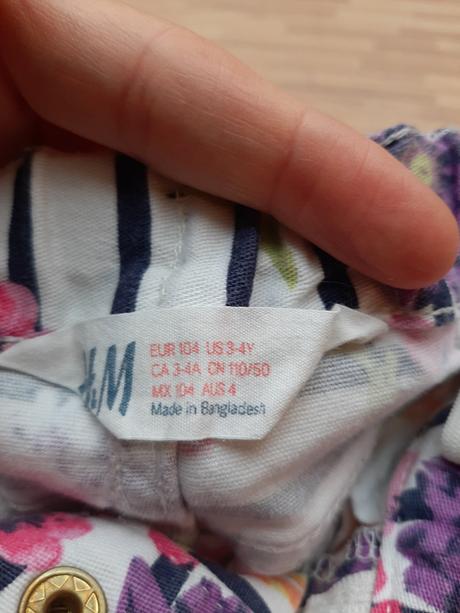 H&M
EUR 104 US 3-4Y
CA 3-4A CN 110/50
MX 104 AUS 4
Made in Bangladesh